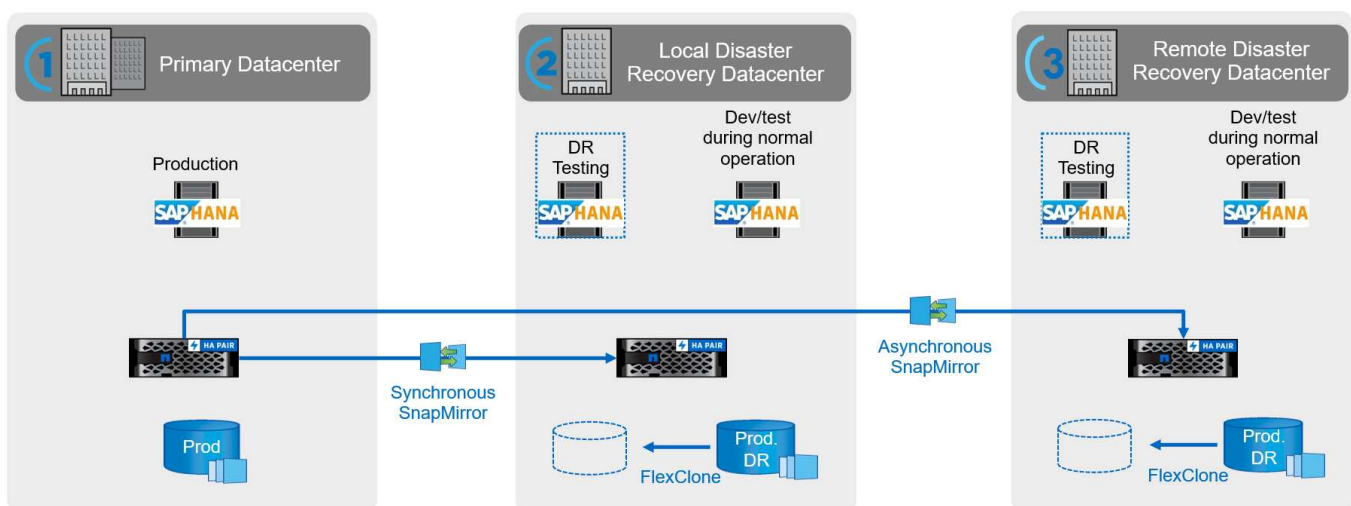 1
Primary Datacenter
2
Local Disaster
Recovery Datacenter
3
Remote Disaster
Recovery Datacenter
Production
SAP HANA
DR
Testing
SAP HANA
Dev/test
during normal
operation
SAP HANA
DR
Testing
SAP HANA
Dev/test
during normal
operation
SAP HANA
HA PAIR
Synchronous
SnapMirror
HA PAIR
Asynchronous
SnapMirror
HA PAIR
Prod
FlexClone
Prod.
DR
FlexClone
Prod.
DR